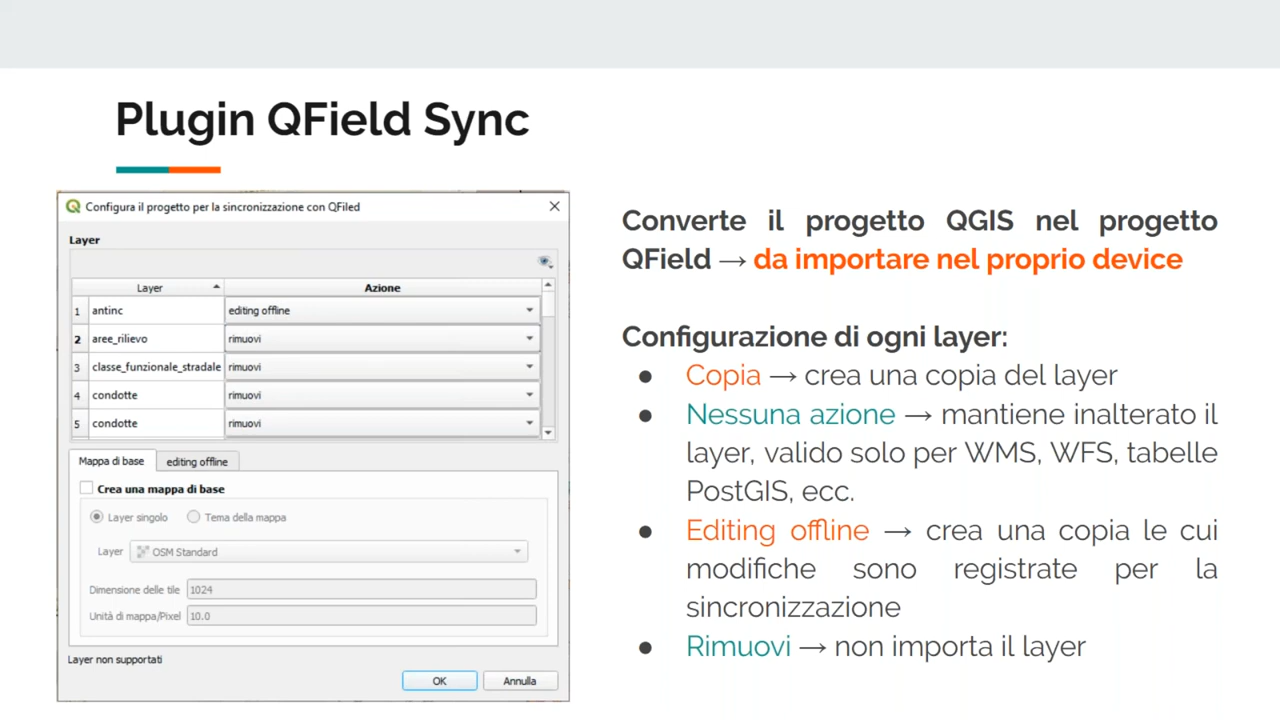 Plugin QField Sync
Configura il progetto per la sincronizzazione con QFiled
Layer
Layer Azione
1 antinc editing offline
2 aree_rilievo rimuovi
3 classe_funzionale_stradale rimuovi
4 condotte rimuovi
5 condotte rimuovi
Mappa di base editing offline
Crea una mappa di base
Layer singolo Tema della mappa
Layer OSM Standard
Dimensione delle tile 1024
Unità di mappa/Pixel 10.0
Layer non supportati
OK Annulla
Converte il progetto QGIS nel progetto
QField → da importare nel proprio device
Configurazione di ogni layer:
● Copia → crea una copia del layer
● Nessuna azione → mantiene inalterato il
layer, valido solo per WMS, WFS, tabelle
PostGIS, ecc.
● Editing offline → crea una copia le cui
modifiche sono registrate per la
sincronizzazione
● Rimuovi → non importa il layer